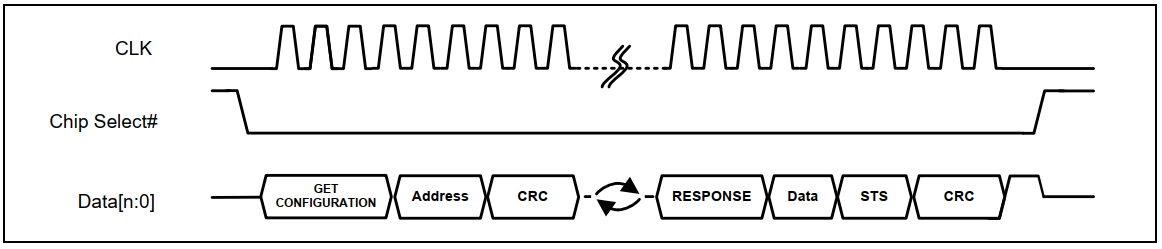 CLK
Chip Select#
Data[n:0]
GET
CONFIGURATION
Address
CRC
RESPONSE
Data
STS
CRC